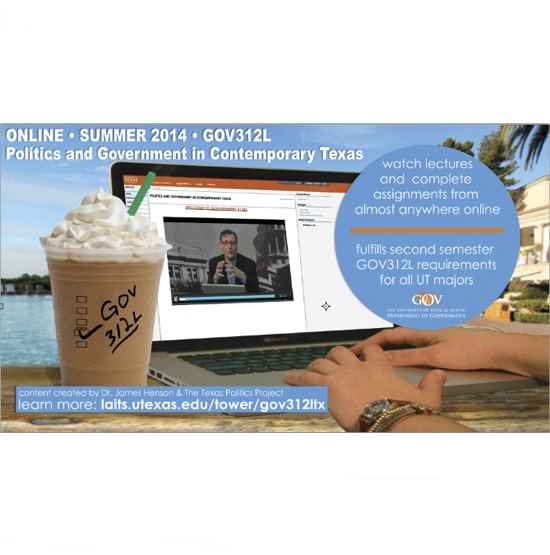 ONLINE • SUMMER 2014 • GOV312L
Politics and Government in Contemporary Texas
watch lectures
and complete
assignments from
almost anywhere online
fulfills second semester
GOV312L requirements
for all UT majors
GOV
THE UNIVERSITY OF TEXAS AT AUSTIN
DEPARTMENT OF GOVERNMENT
TEXAS
POLITICS AND GOVERNMENT IN CONTEMPORARY TEXAS
GOV
312L
content created by Dr. James Henson & The Texas Politics Project
learn more: laits.utexas.edu/tower/gov312ltx